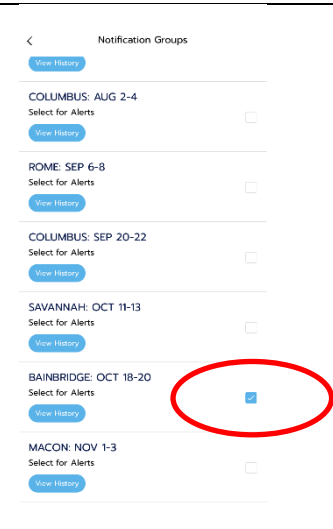 Notification Groups
View History
COLUMBUS: AUG 2-4
Select for Alerts
View History
ROME: SEP 6-8
Select for Alerts
View History
COLUMBUS: SEP 20-22
Select for Alerts
View History
SAVANNAH: OCT 11-13
Select for Alerts
View History
BAINBRIDGE: OCT 18-20
Select for Alerts
View History
MACON: NOV 1-3
Select for Alerts
View History